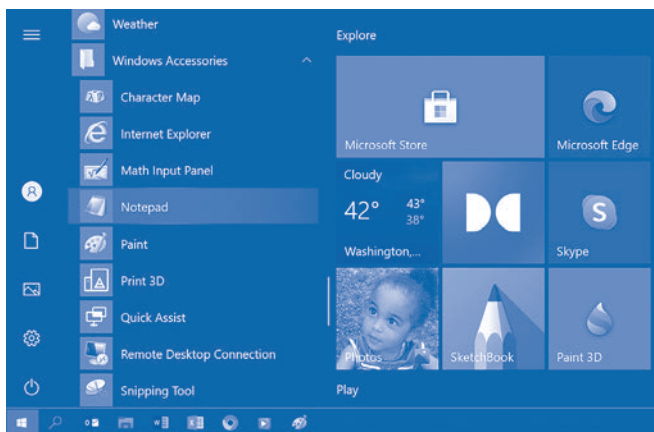 Weather
Windows Accessories
Character Map
Internet Explorer
Math Input Panel
Notepad
Paint
Print 3D
Quick Assist
Remote Desktop Connection
Snipping Tool
Explore
Microsoft Store
Microsoft Edge
Cloudy
42° 43°
38°
Washington,...
Skype
Photos
SketchBook
Paint 3D
Play